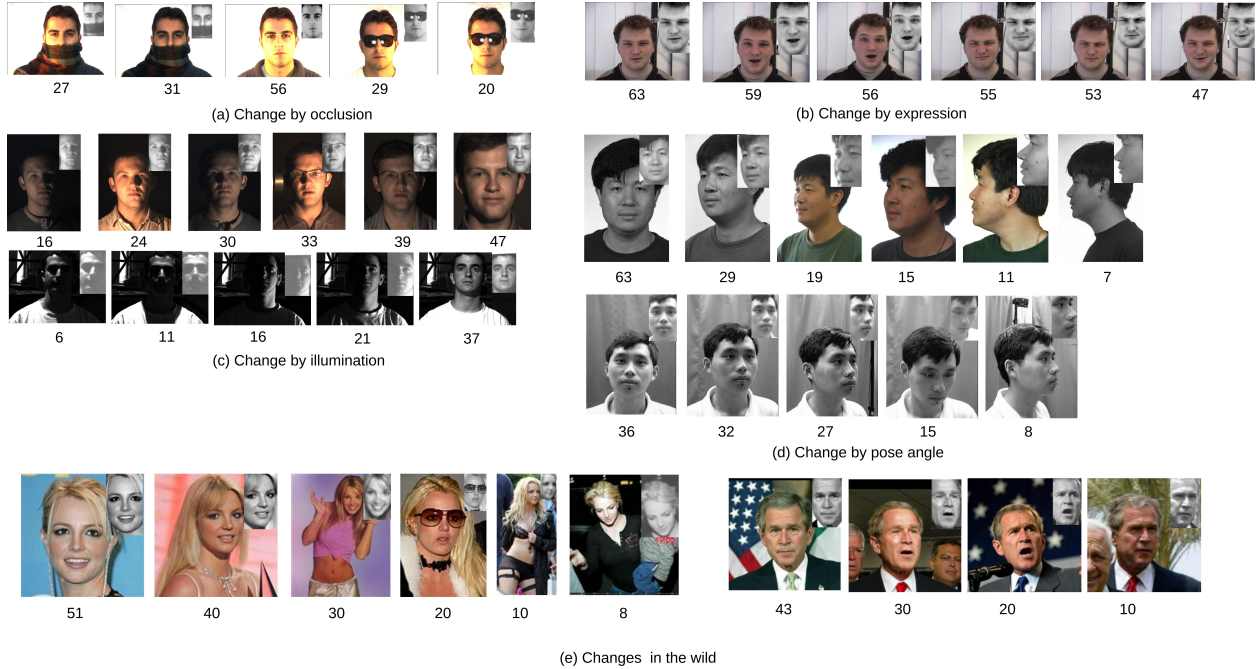 27 31 56 29 20
(a) Change by occlusion
63 59 56 55 53 47
(b) Change by expression
16 24 30 33 39 47
6 11 16 21 37
(c) Change by illumination
63 29 19 15 11 7
36 32 27 15 8
(d) Change by pose angle
51 40 30 20 10 8
43 30 20 10
(e) Changes in the wild